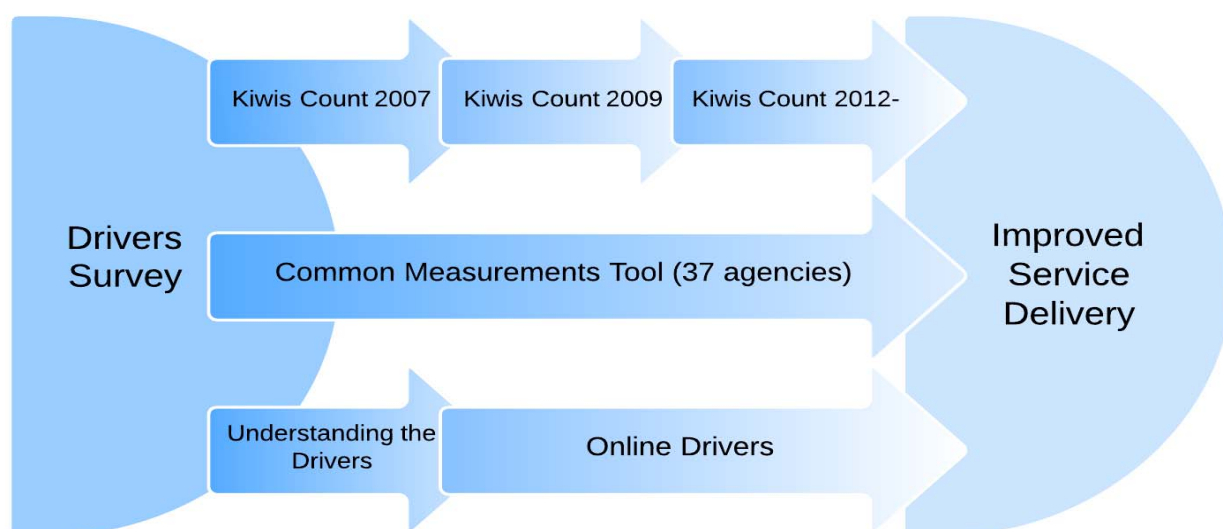 Kiwis Count 2007
Kiwis Count 2009
Kiwis Count 2012-
Drivers
Survey
Common Measurements Tool (37 agencies)
Improved
Service
Delivery
Understanding the
Drivers
Online Drivers